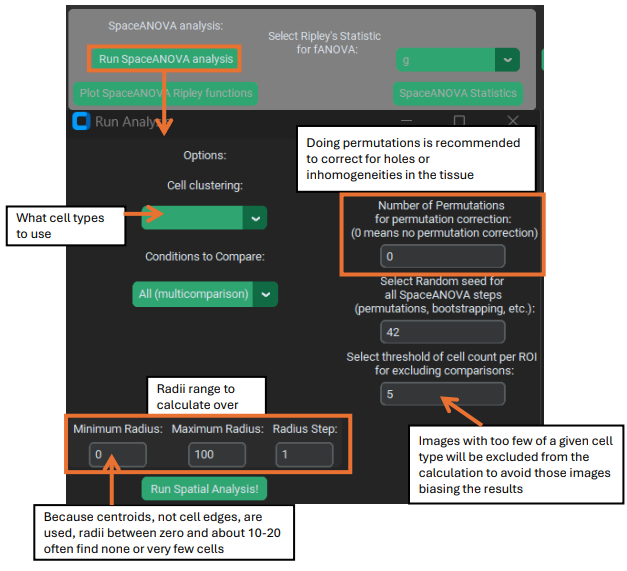 SpaceANOVA analysis:
Run SpaceANOVA analysis
Select Ripley's Statistic
for fANOVA:
g
Plot SpaceANOVA Ripley functions
SpaceANOVA Statistics
Run Analysis
Doing permutations is recommended
to correct for holes or
inhomogeneities in the tissue
Options:
Cell clustering:
What cell types
to use
Number of Permutations
for permutation correction:
(0 means no permutation correction)
0
Conditions to Compare:
All (multicomparison)
Select Random seed for
all SpaceANOVA steps
(permutations, bootstrapping, etc.):
42
Select threshold of cell count per ROI
for excluding comparisons:
5
Radii range to
calculate over
Minimum Radius:
Maximum Radius:
Radius Step:
0
100
1
Run Spatial Analysis!
Images with too few of a given cell
type will be excluded from the
calculation to avoid those images
biasing the results
Because centroids, not cell edges, are
used, radii between zero and about 10-20
often find none or very few cells